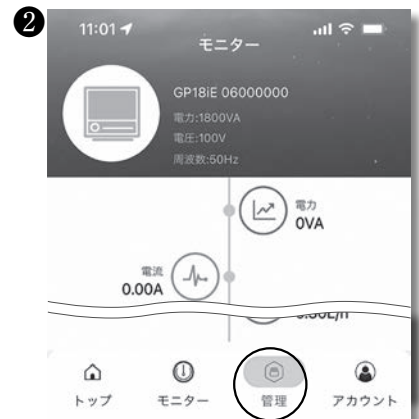 ❷
11:01
モニター
GP18iE 06000000
電力:1800VA
電圧:100V
周波数:50Hz
電力
0VA
電流
0.00A
トップ
モニター
管理
アカウント